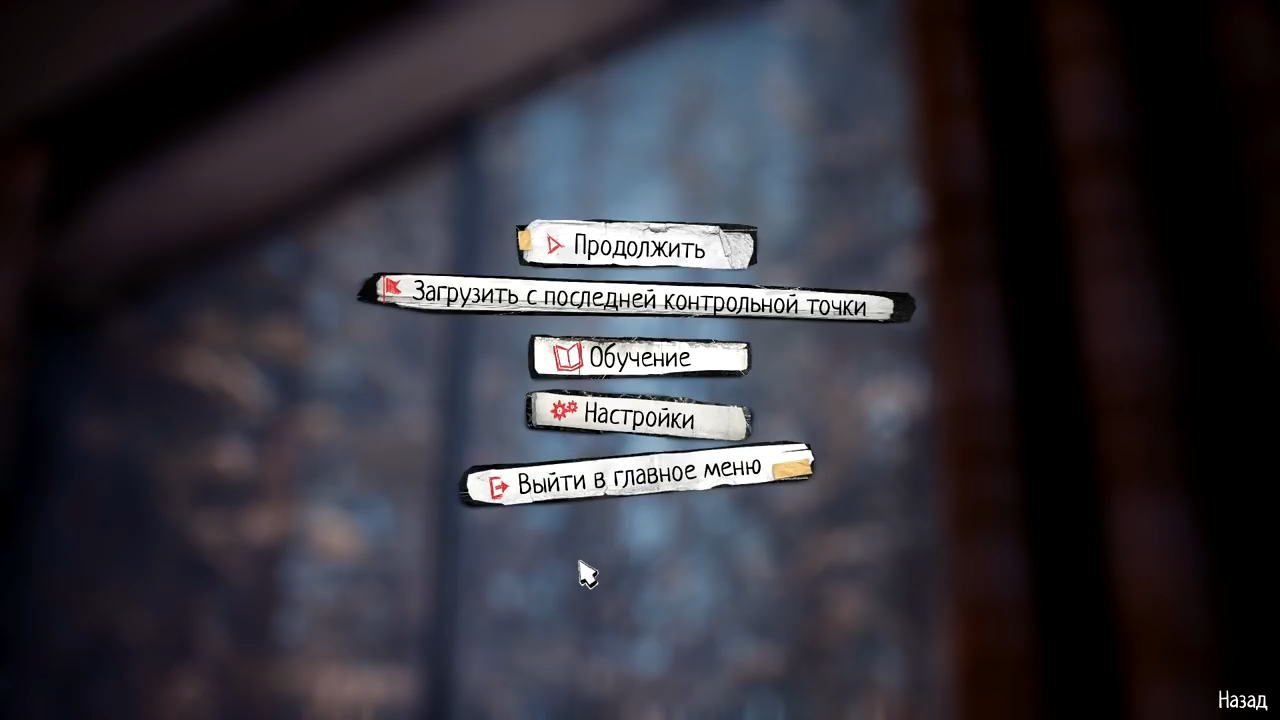 Продолжить
Загрузить с последней контрольной точки
Обучение
Настройки
Выйти в главное меню
Назад